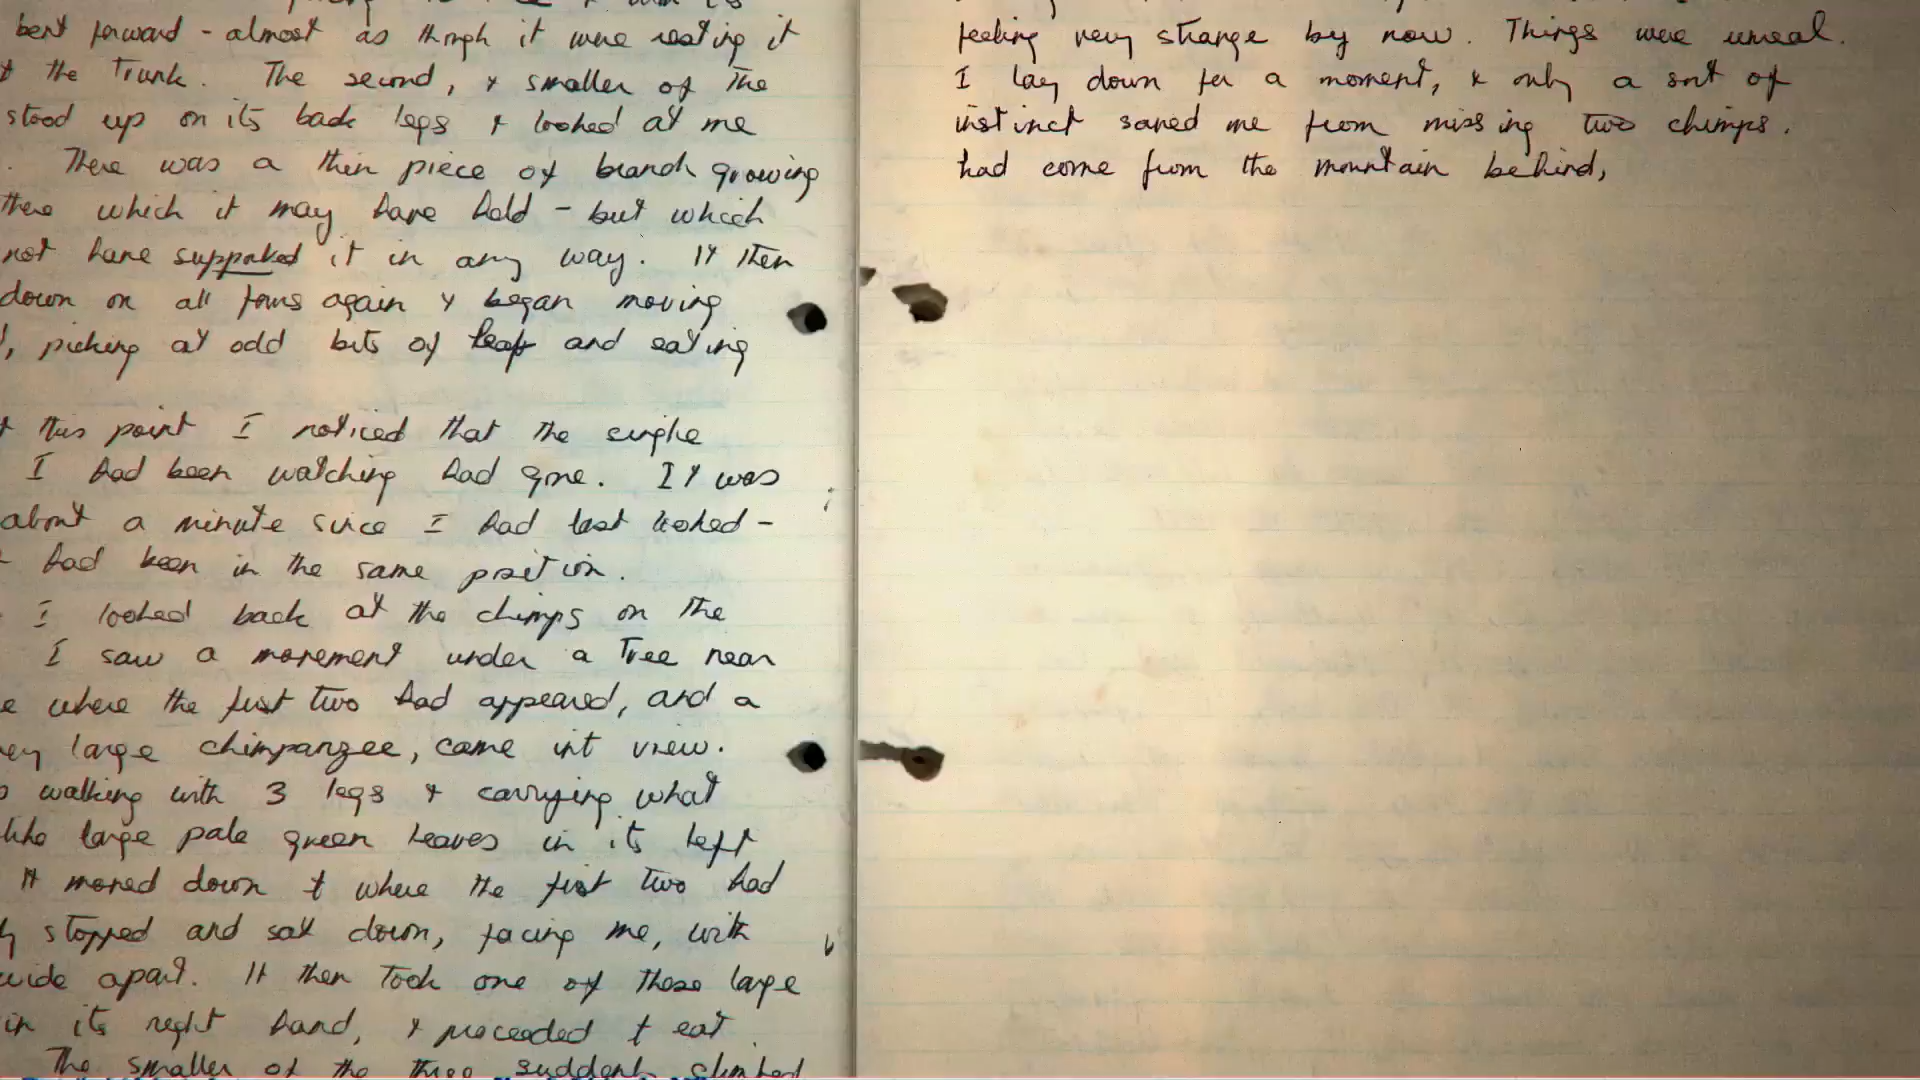 bent forward - almost as though it were resting it
the Trunk. The second, & smaller of The
stood up on its back legs & looked at me
. There was a thin piece of branch growing
there which it may have held - but which
not have supported it in any way. It then
down on all fours again & began moving
, picking at odd bits of leaf and eating
this point I noticed that the single
I had been watching had gone. It was
about a minute since I had last looked -
had been in the same position.
I looked back at the chimps on the
I saw a movement under a Tree near
where the first two had appeared, and a
large chimpanzee, came int view.
walking with 3 legs & carrying what
like large pale green leaves in its left
It moved down t where the first two had
stopped and sat down, facing me, with
wide apart. It then Took one of these large
in its right hand, & proceeded t eat
The smaller of the three climbed
feeling very strange by now. Things were unreal.
I lay down for a moment, & only a sort of
instinct saved me from missing two chimps.
had come from the mountain behind,